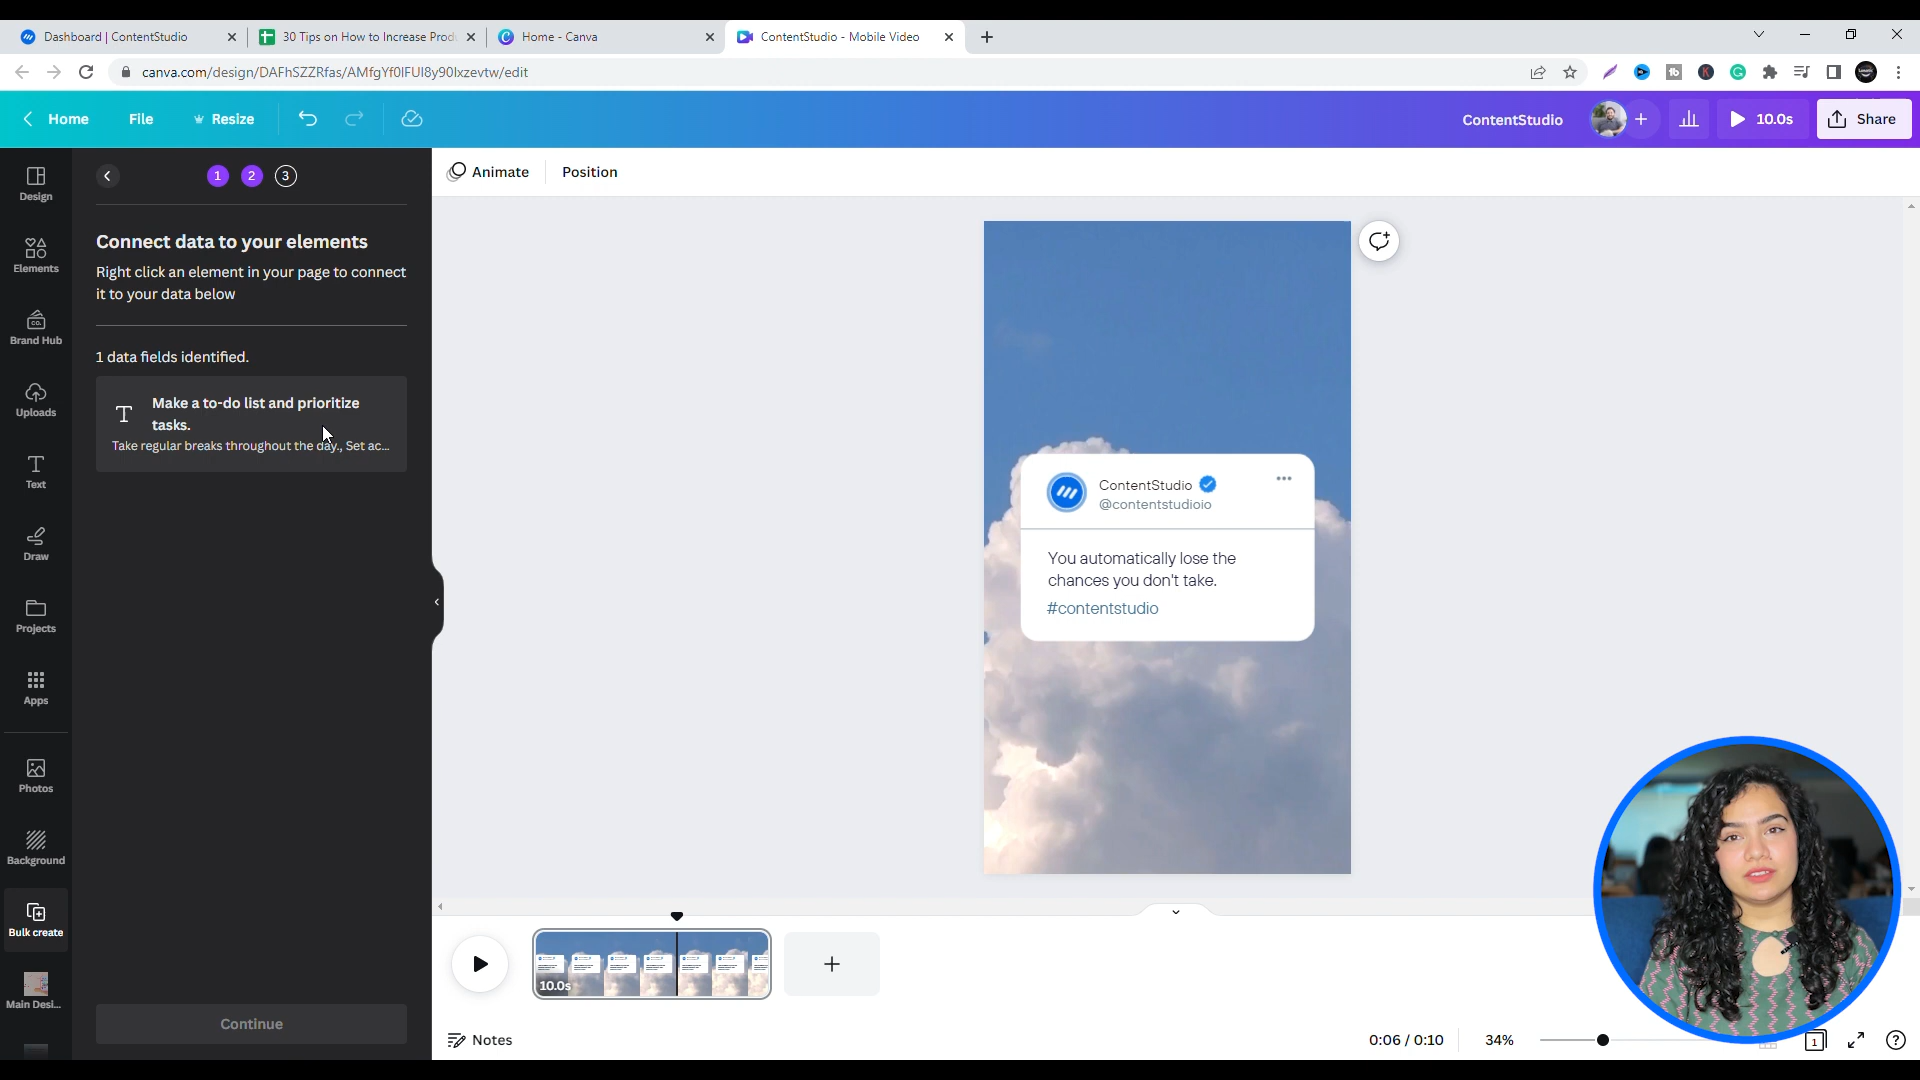 Dashboard | ContentStudio
30 Tips on How to Increase Produ
Home - Canva
ContentStudio - Mobile Video
canva.com/design/DAFhSZZRfas/AMfgYf0lFUl8y90lxzevtw/edit
Home
File
Resize
ContentStudio
10.0s
Share
Design
Elements
Brand Hub
Uploads
Text
Draw
Projects
Apps
Photos
Background
Bulk create
Main Desi...
1
2
3
Connect data to your elements
Right click an element in your page to connect
it to your data below
1 data fields identified.
Make a to-do list and prioritize
tasks.
Take regular breaks throughout the day., Set ac...
Continue
Animate
Position
ContentStudio
@contentstudioio
You automatically lose the
chances you don't take.
#contentstudio
10.0s
Notes
0:06 / 0:10
34%
1